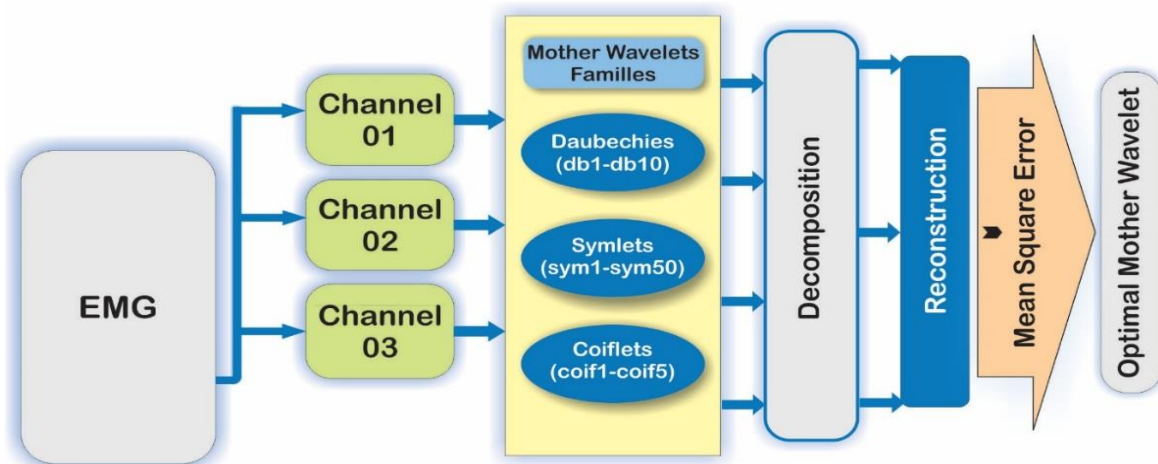 EMG
Channel
01
Channel
02
Channel
03
Mother Wavelets
Familles
Daubechies
(db1-db10)
Symlets
(sym1-sym50)
Coiflets
(coif1-coif5)
Decomposition
Reconstruction
Mean Square Error
Optimal Mother Wavelet